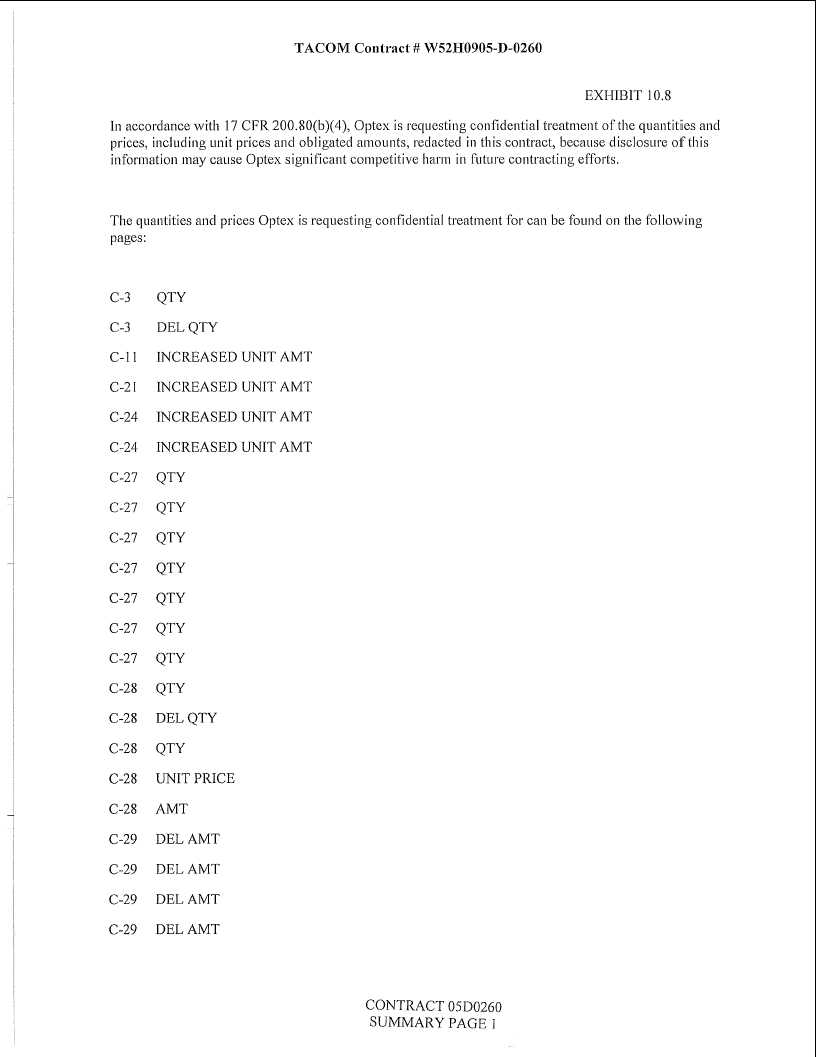 TACOM Contract # W52H0905-D-0260
EXHIBIT 10.8
In accordance with 17 CFR 200.80(b)(4), Optex is requesting confidential treatment of the quantities and
prices, including unit prices and obligated amounts, redacted in this contract, because disclosure of this
information may cause Optex significant competitive harm in future contracting efforts.
The quantities and prices Optex is requesting confidential treatment for can be found on the following
pages:
C-3 QTY
C-3 DEL QTY
C-11 INCREASED UNIT AMT
C-21 INCREASED UNIT AMT
C-24 INCREASED UNIT AMT
C-24 INCREASED UNIT AMT
C-27 QTY
C-27 QTY
C-27 QTY
C-27 QTY
C-27 QTY
C-27 QTY
C-27 QTY
C-28 QTY
C-28 DEL QTY
C-28 QTY
C-28 UNIT PRICE
C-28 AMT
C-29 DEL AMT
C-29 DEL AMT
C-29 DEL AMT
C-29 DEL AMT
CONTRACT 05D0260
SUMMARY PAGE 1